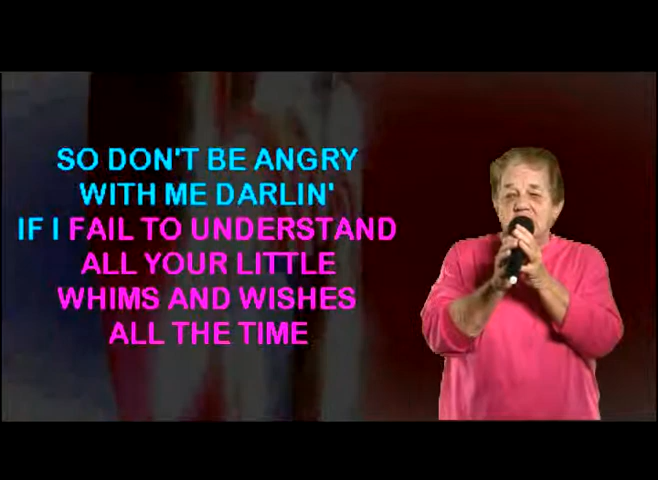 SO DON'T BE ANGRY
WITH ME DARLIN'
IF I FAIL TO UNDERSTAND
ALL YOUR LITTLE
WHIMS AND WISHES
ALL THE TIME